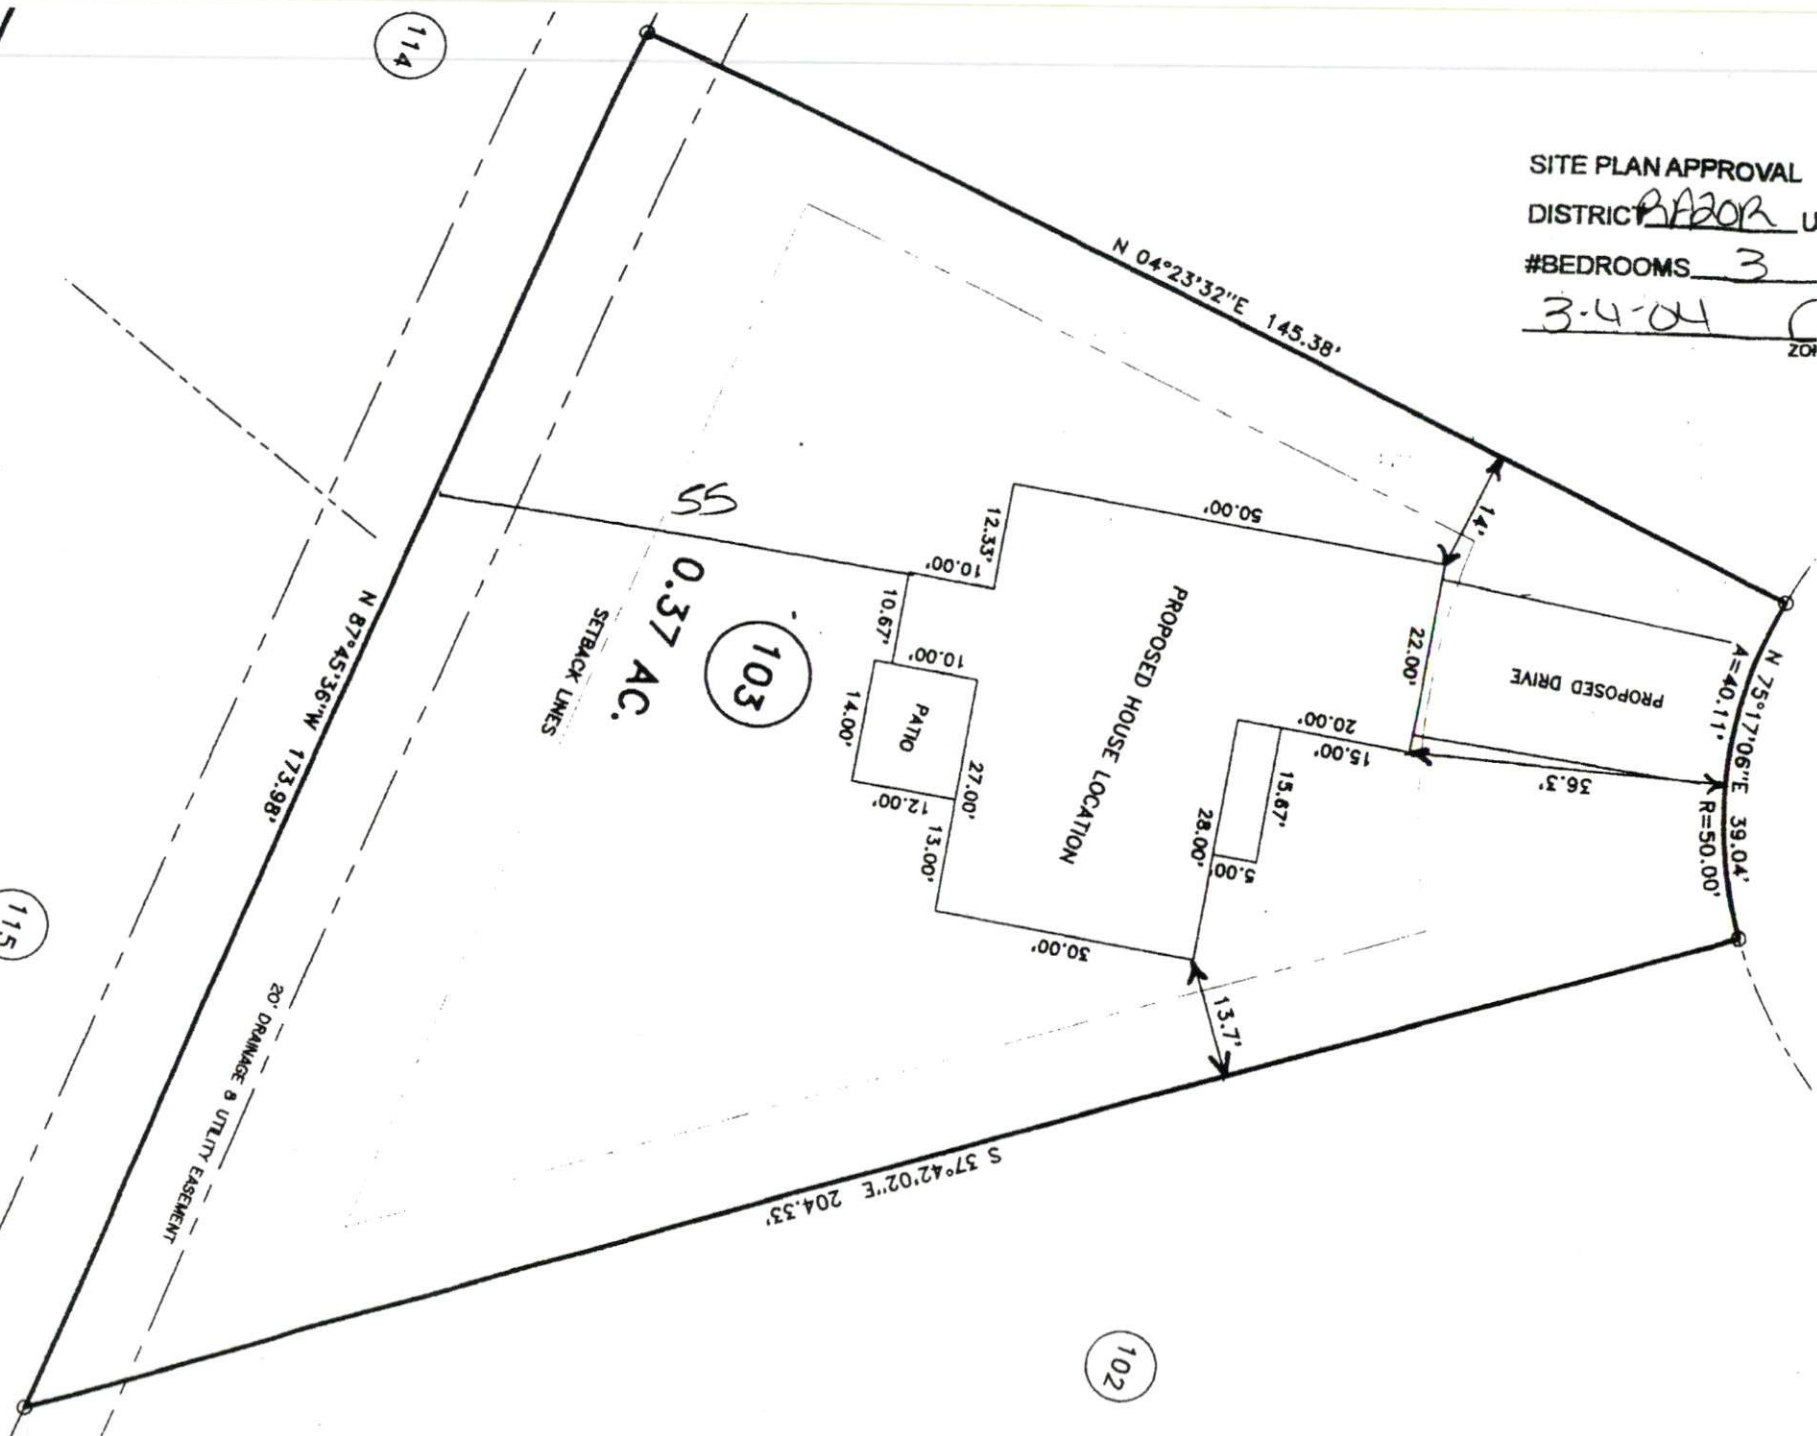 114
SITE PLAN APPROVAL
DISTRICT RA20R U
#BEDROOMS 3
3-4-04
ZON
N 04°23'32"E 145.38'
14'
50.00'
12.33'
10.00'
55
0.37 AC.
103
SETBACK LINES
10.67'
10.00'
14.00'
PATIO
12.00'
27.00'
13.00'
PROPOSED HOUSE LOCATION
22.00'
PROPOSED DRIVE
A=40.11'
N 75°17'06"E 39.04'
R=50.00'
20.00'
15.00'
36.3'
15.67'
28.00'
5.00'
30.00'
13.7'
N 87°45'36"W 173.98'
20' DRAINAGE & UTILITY EASEMENT
S 37°42'02"E 204.33'
115
102